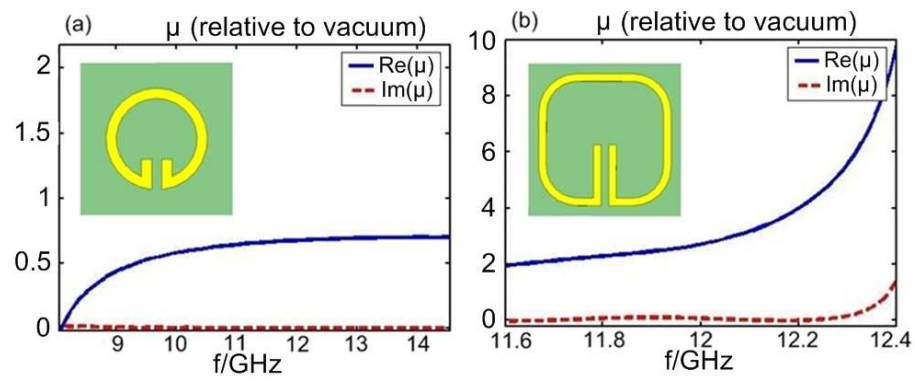 (a) μ (relative to vacuum)
2
1.5
1
0.5
0
Re(μ)
Im(μ)
9 10 11 12 13 14
f/GHz
(b) μ (relative to vacuum)
10
8
6
4
2
0
Re(μ)
Im(μ)
11.6 11.8 12 12.2 12.4
f/GHz